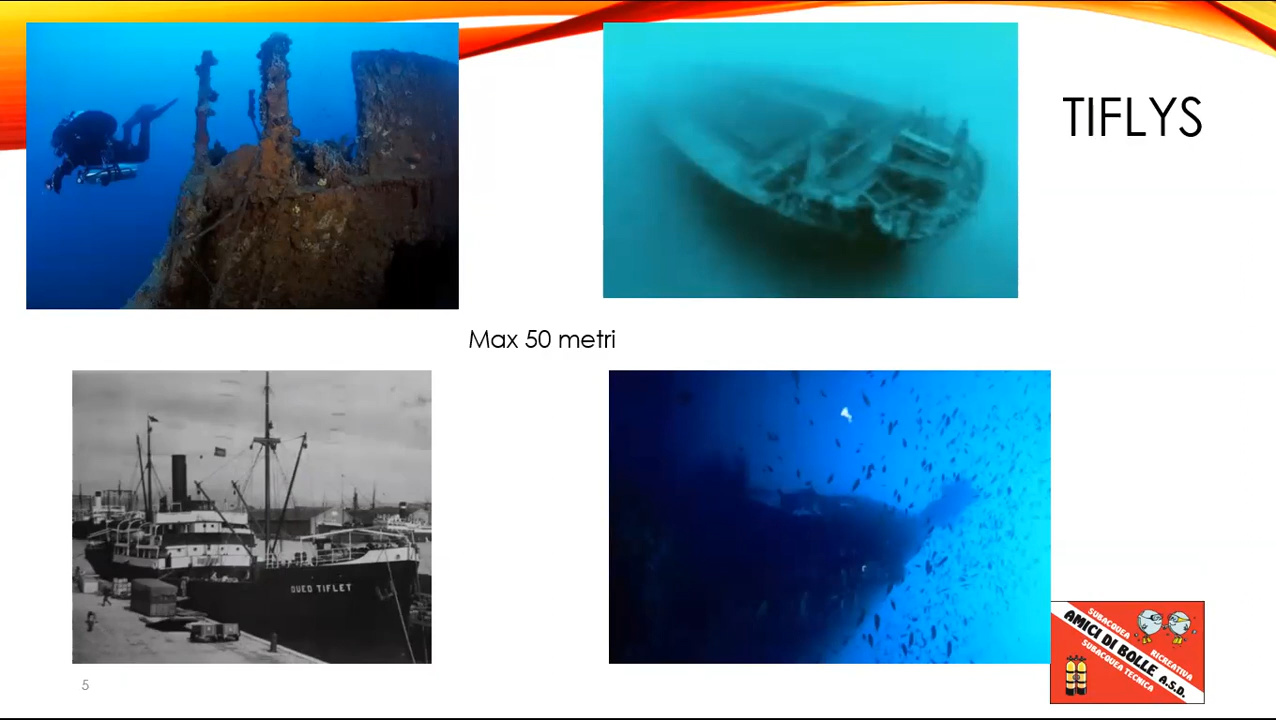 TIFLYS
Max 50 metri
OUED TIFLET
SUBACQUEA
RICREATIVA
AMICI DI BOLLE A.S.D.
SUBACQUEA TECNICA
5